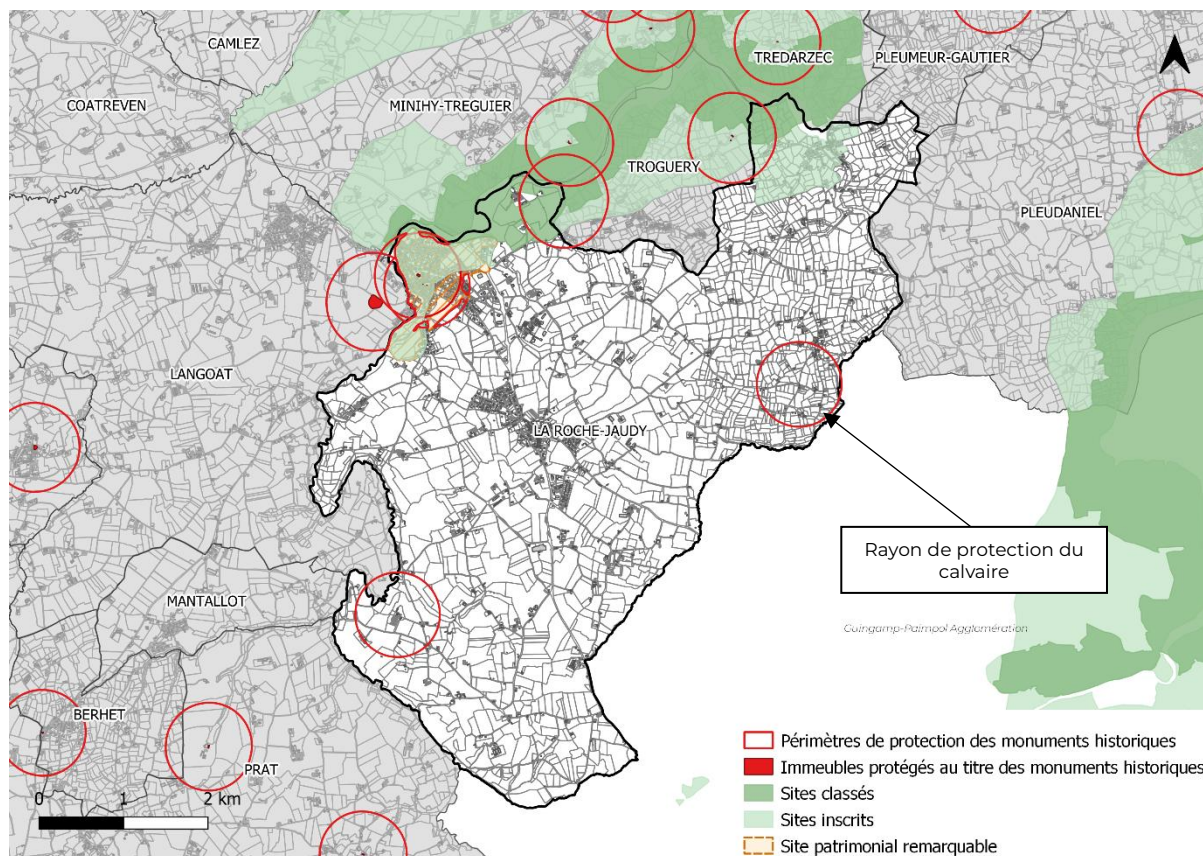 CAMLEZ
TREDARZEC
PLEUMEUR-GAUTIER
COATREVEN
MINIHY-TREGUIER
TROGUERY
PLEUDANIEL
LANGOAT
LA ROCHE-JAUDY
Rayon de protection du
calvaire
MANTALLOT
Guingamp-Paimpol Agglomération
BERHET
PRAT
0 1 2 km
Périmètres de protection des monuments historiques
Immeubles protégés au titre des monuments historiques
Sites classés
Sites inscrits
Site patrimonial remarquable